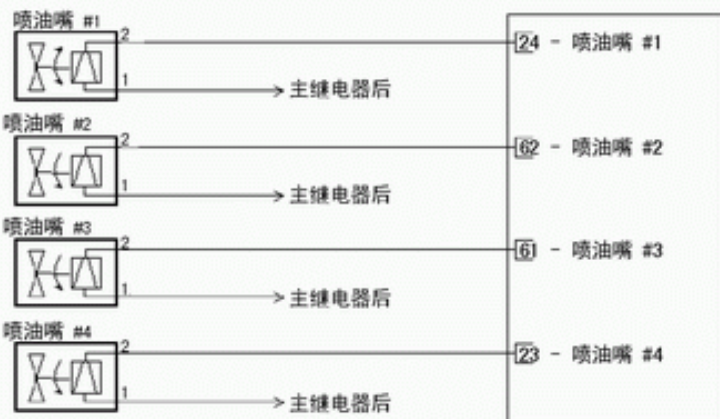 喷油嘴 #1
2
24 - 喷油嘴 #1
1
主继电器后
喷油嘴 #2
2
62 - 喷油嘴 #2
1
主继电器后
喷油嘴 #3
2
61 - 喷油嘴 #3
1
主继电器后
喷油嘴 #4
2
23 - 喷油嘴 #4
1
主继电器后